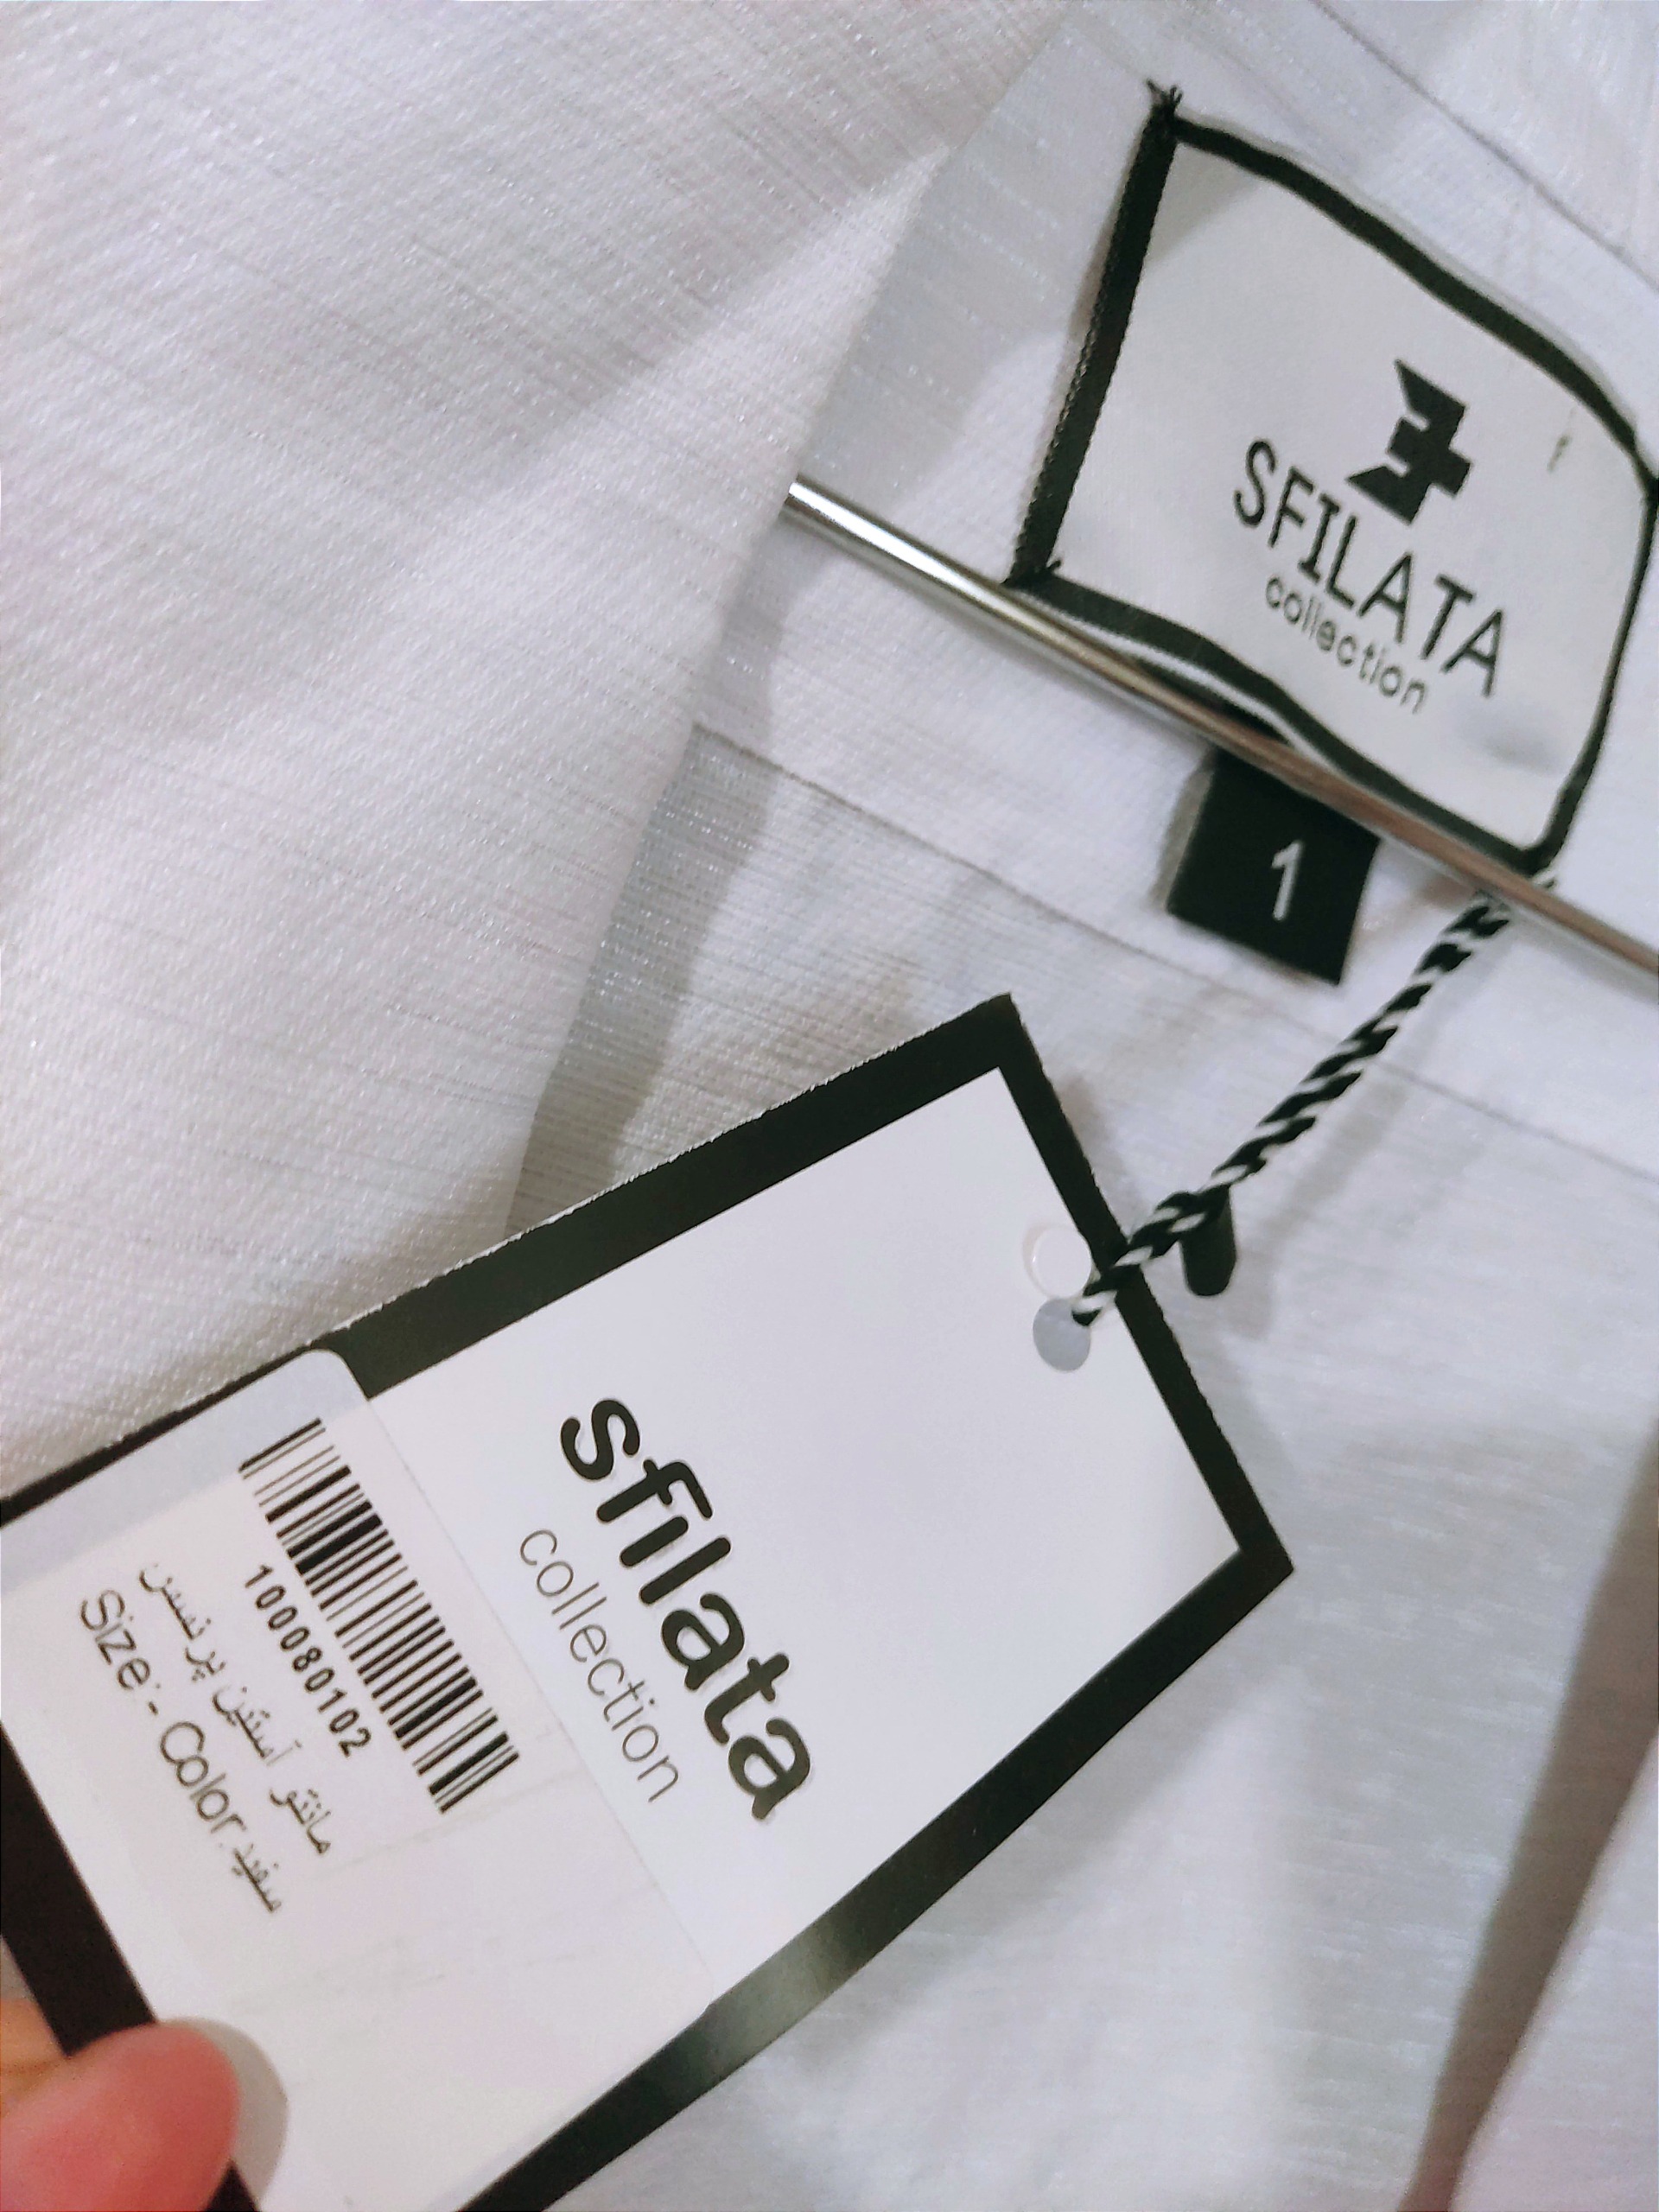 SFILATA
collection
1
sfilata
collection
100080102
مانتو آستین پرنسس
Size: - Color: سفید